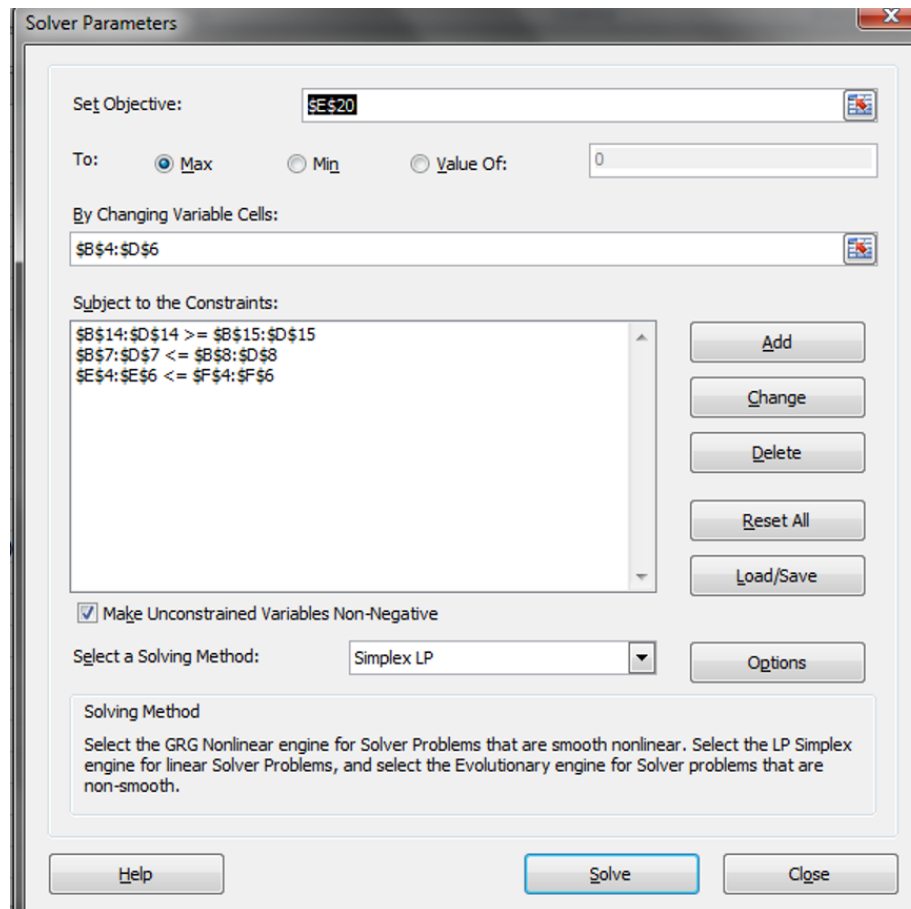 Solver Parameters
X
Set Objective: $E$20
To: Max Min Value Of: 0
By Changing Variable Cells:
$B$4:$D$6
Subject to the Constraints:
$B$14:$D$14 >= $B$15:$D$15
$B$7:$D$7 <= $B$8:$D$8
$E$4:$E$6 <= $F$4:$F$6
Add
Change
Delete
Reset All
Load/Save
Make Unconstrained Variables Non-Negative
Select a Solving Method: Simplex LP Options
Solving Method
Select the GRG Nonlinear engine for Solver Problems that are smooth nonlinear. Select the LP Simplex
engine for linear Solver Problems, and select the Evolutionary engine for Solver problems that are
non-smooth.
Help Solve Close